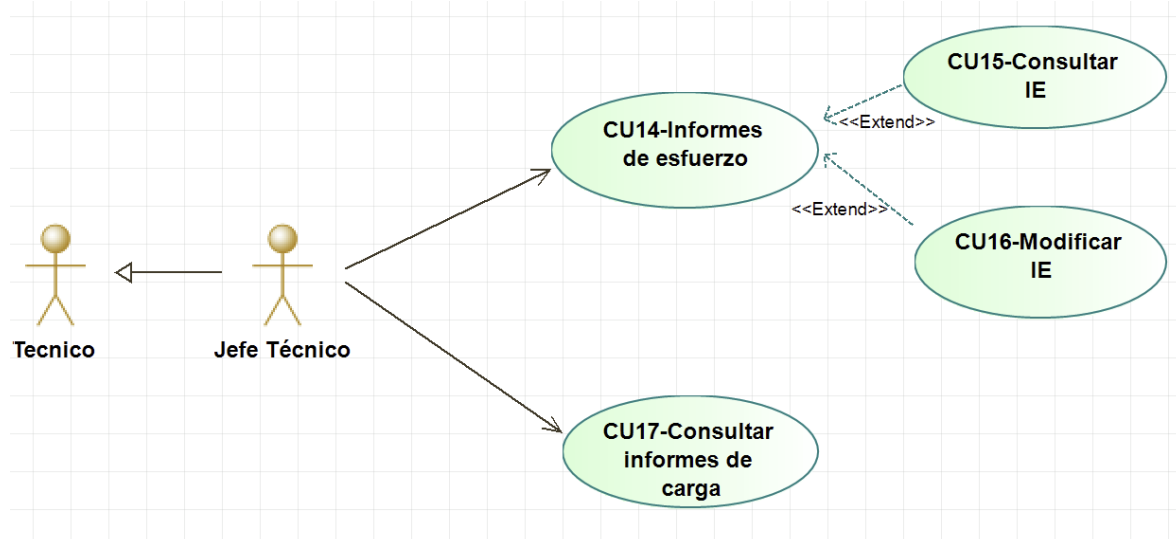 CU15-Consultar
IE
CU14-Informes
de esfuerzo
<<Extend>>
<<Extend>>
CU16-Modificar
IE
Tecnico
Jefe Técnico
CU17-Consultar
informes de
carga